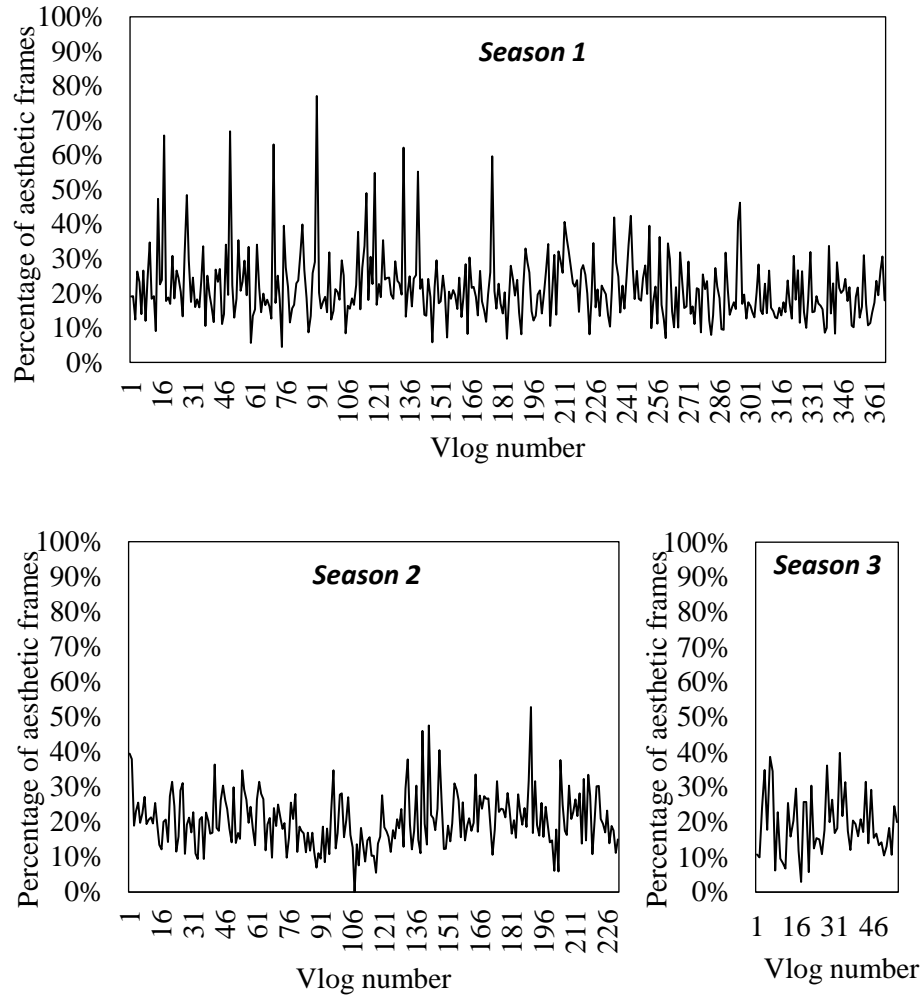 Season 1
Percentage of aesthetic frames
100%
90%
80%
70%
60%
50%
40%
30%
20%
10%
0%
1 16 31 46 61 76 91 106 121 136 151 166 181 196 211 226 241 256 271 286 301 316 331 346 361
Vlog number
Season 2
Percentage of aesthetic frames
100%
90%
80%
70%
60%
50%
40%
30%
20%
10%
0%
1 16 31 46 61 76 91 106 121 136 151 166 181 196 211 226
Vlog number
Season 3
Percentage of aesthetic frames
100%
90%
80%
70%
60%
50%
40%
30%
20%
10%
0%
1 16 31 46
Vlog number